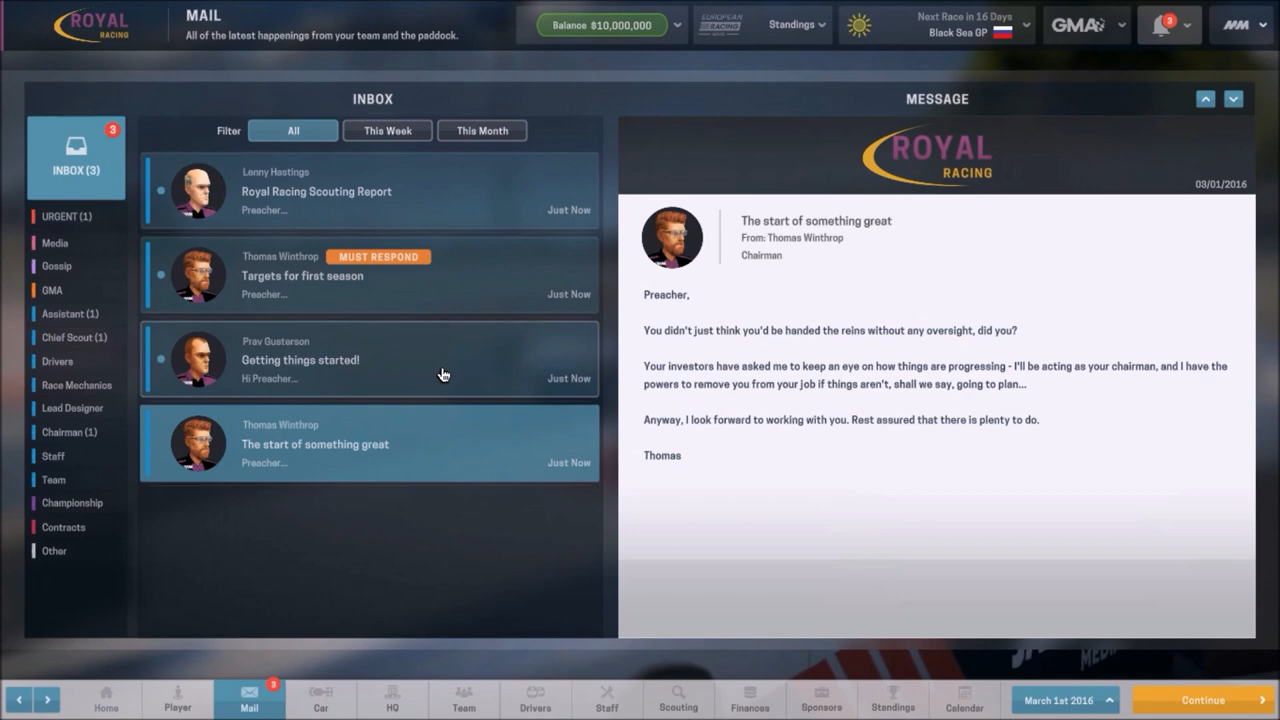 ROYAL
RACING
MAIL
All of the latest happenings from your team and the paddock.
Balance $10,000,000
EUROPEAN
RACING
Standings
Next Race in 16 Days
Black Sea GP
GMA
3
INBOX
MESSAGE
3
INBOX (3)
URGENT (1)
Media
Gossip
GMA
Assistant (1)
Chief Scout (1)
Drivers
Race Mechanics
Lead Designer
Chairman (1)
Staff
Team
Championship
Contracts
Other
Filter
All
This Week
This Month
Lenny Hastings
Royal Racing Scouting Report
Preacher...
Just Now
Thomas Winthrop
MUST RESPOND
Targets for first season
Preacher...
Just Now
Prav Gusterson
Getting things started!
Hi Preacher...
Just Now
Thomas Winthrop
The start of something great
Preacher...
Just Now
ROYAL
RACING
03/01/2016
The start of something great
From: Thomas Winthrop
Chairman
Preacher,
You didn't just think you'd be handed the reins without any oversight, did you?
Your investors have asked me to keep an eye on how things are progressing - I'll be acting as your chairman, and I have the
powers to remove you from your job if things aren't, shall we say, going to plan...
Anyway, I look forward to working with you. Rest assured that there is plenty to do.
Thomas
Home
Player
3
Mail
Car
HQ
Team
Drivers
Staff
Scouting
Finances
Sponsors
Standings
Calendar
March 1st 2016
Continue